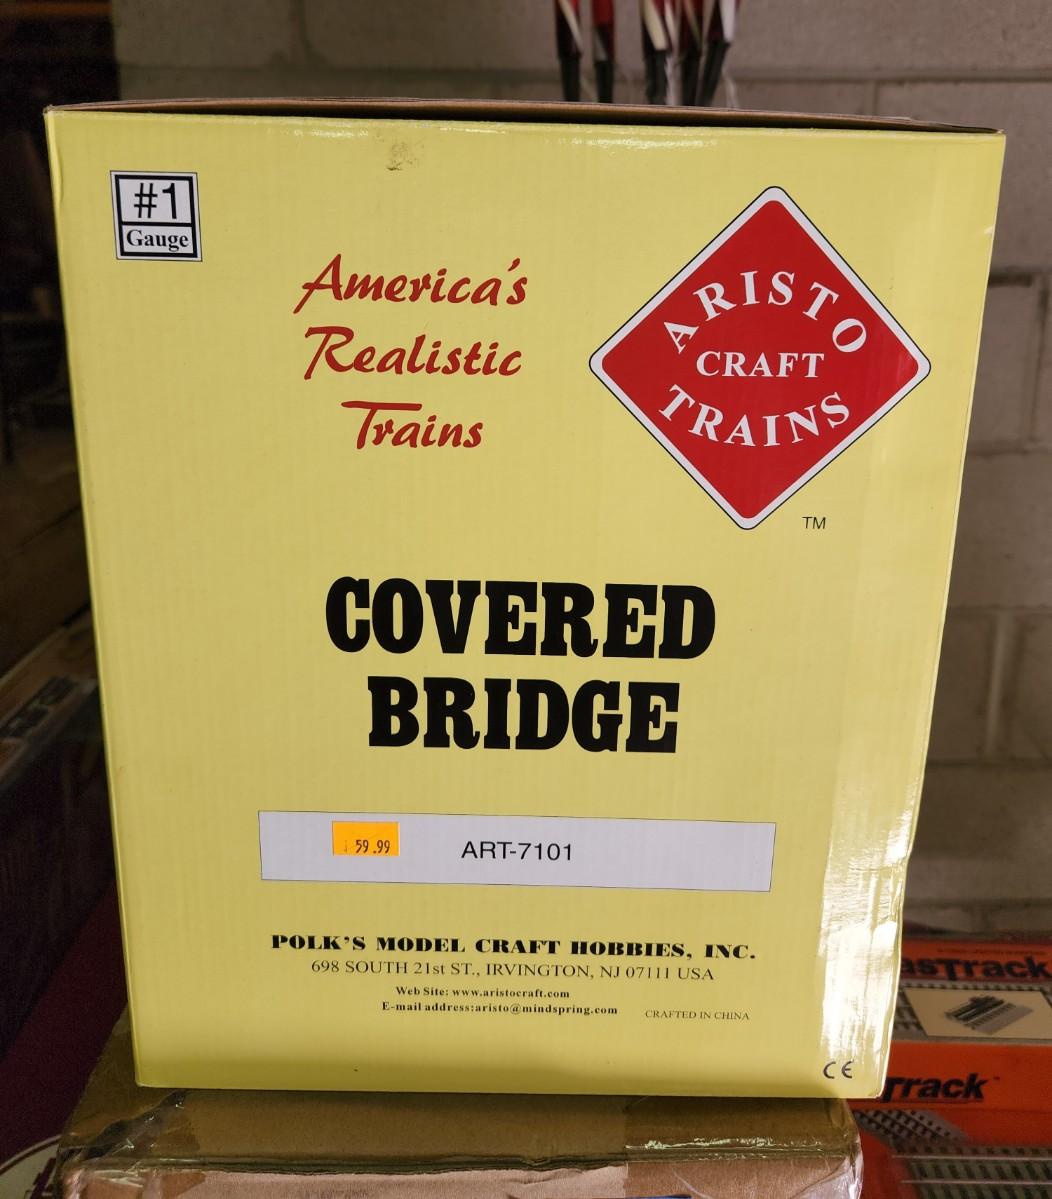 #1
Gauge
America's
Realistic
Trains
ARISTO
CRAFT
TRAINS
TM
COVERED
BRIDGE
59.99
ART-7101
POLK'S MODEL CRAFT HOBBIES, INC.
698 SOUTH 21st ST., IRVINGTON, NJ 07111 USA
Web Site: www.aristocraft.com
E-mail address:aristo@mindspring.com
CRAFTED IN CHINA
CE
asTrack
Track